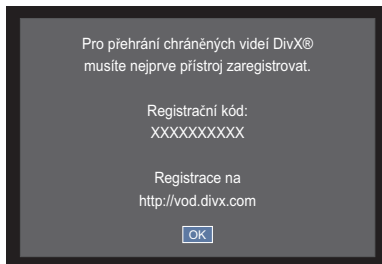 Pro přehrání chráněných videí DivX®
musíte nejprve přístroj zaregistrovat.
Registrační kód:
XXXXXXXXXX
Registrace na
http://vod.divx.com
OK